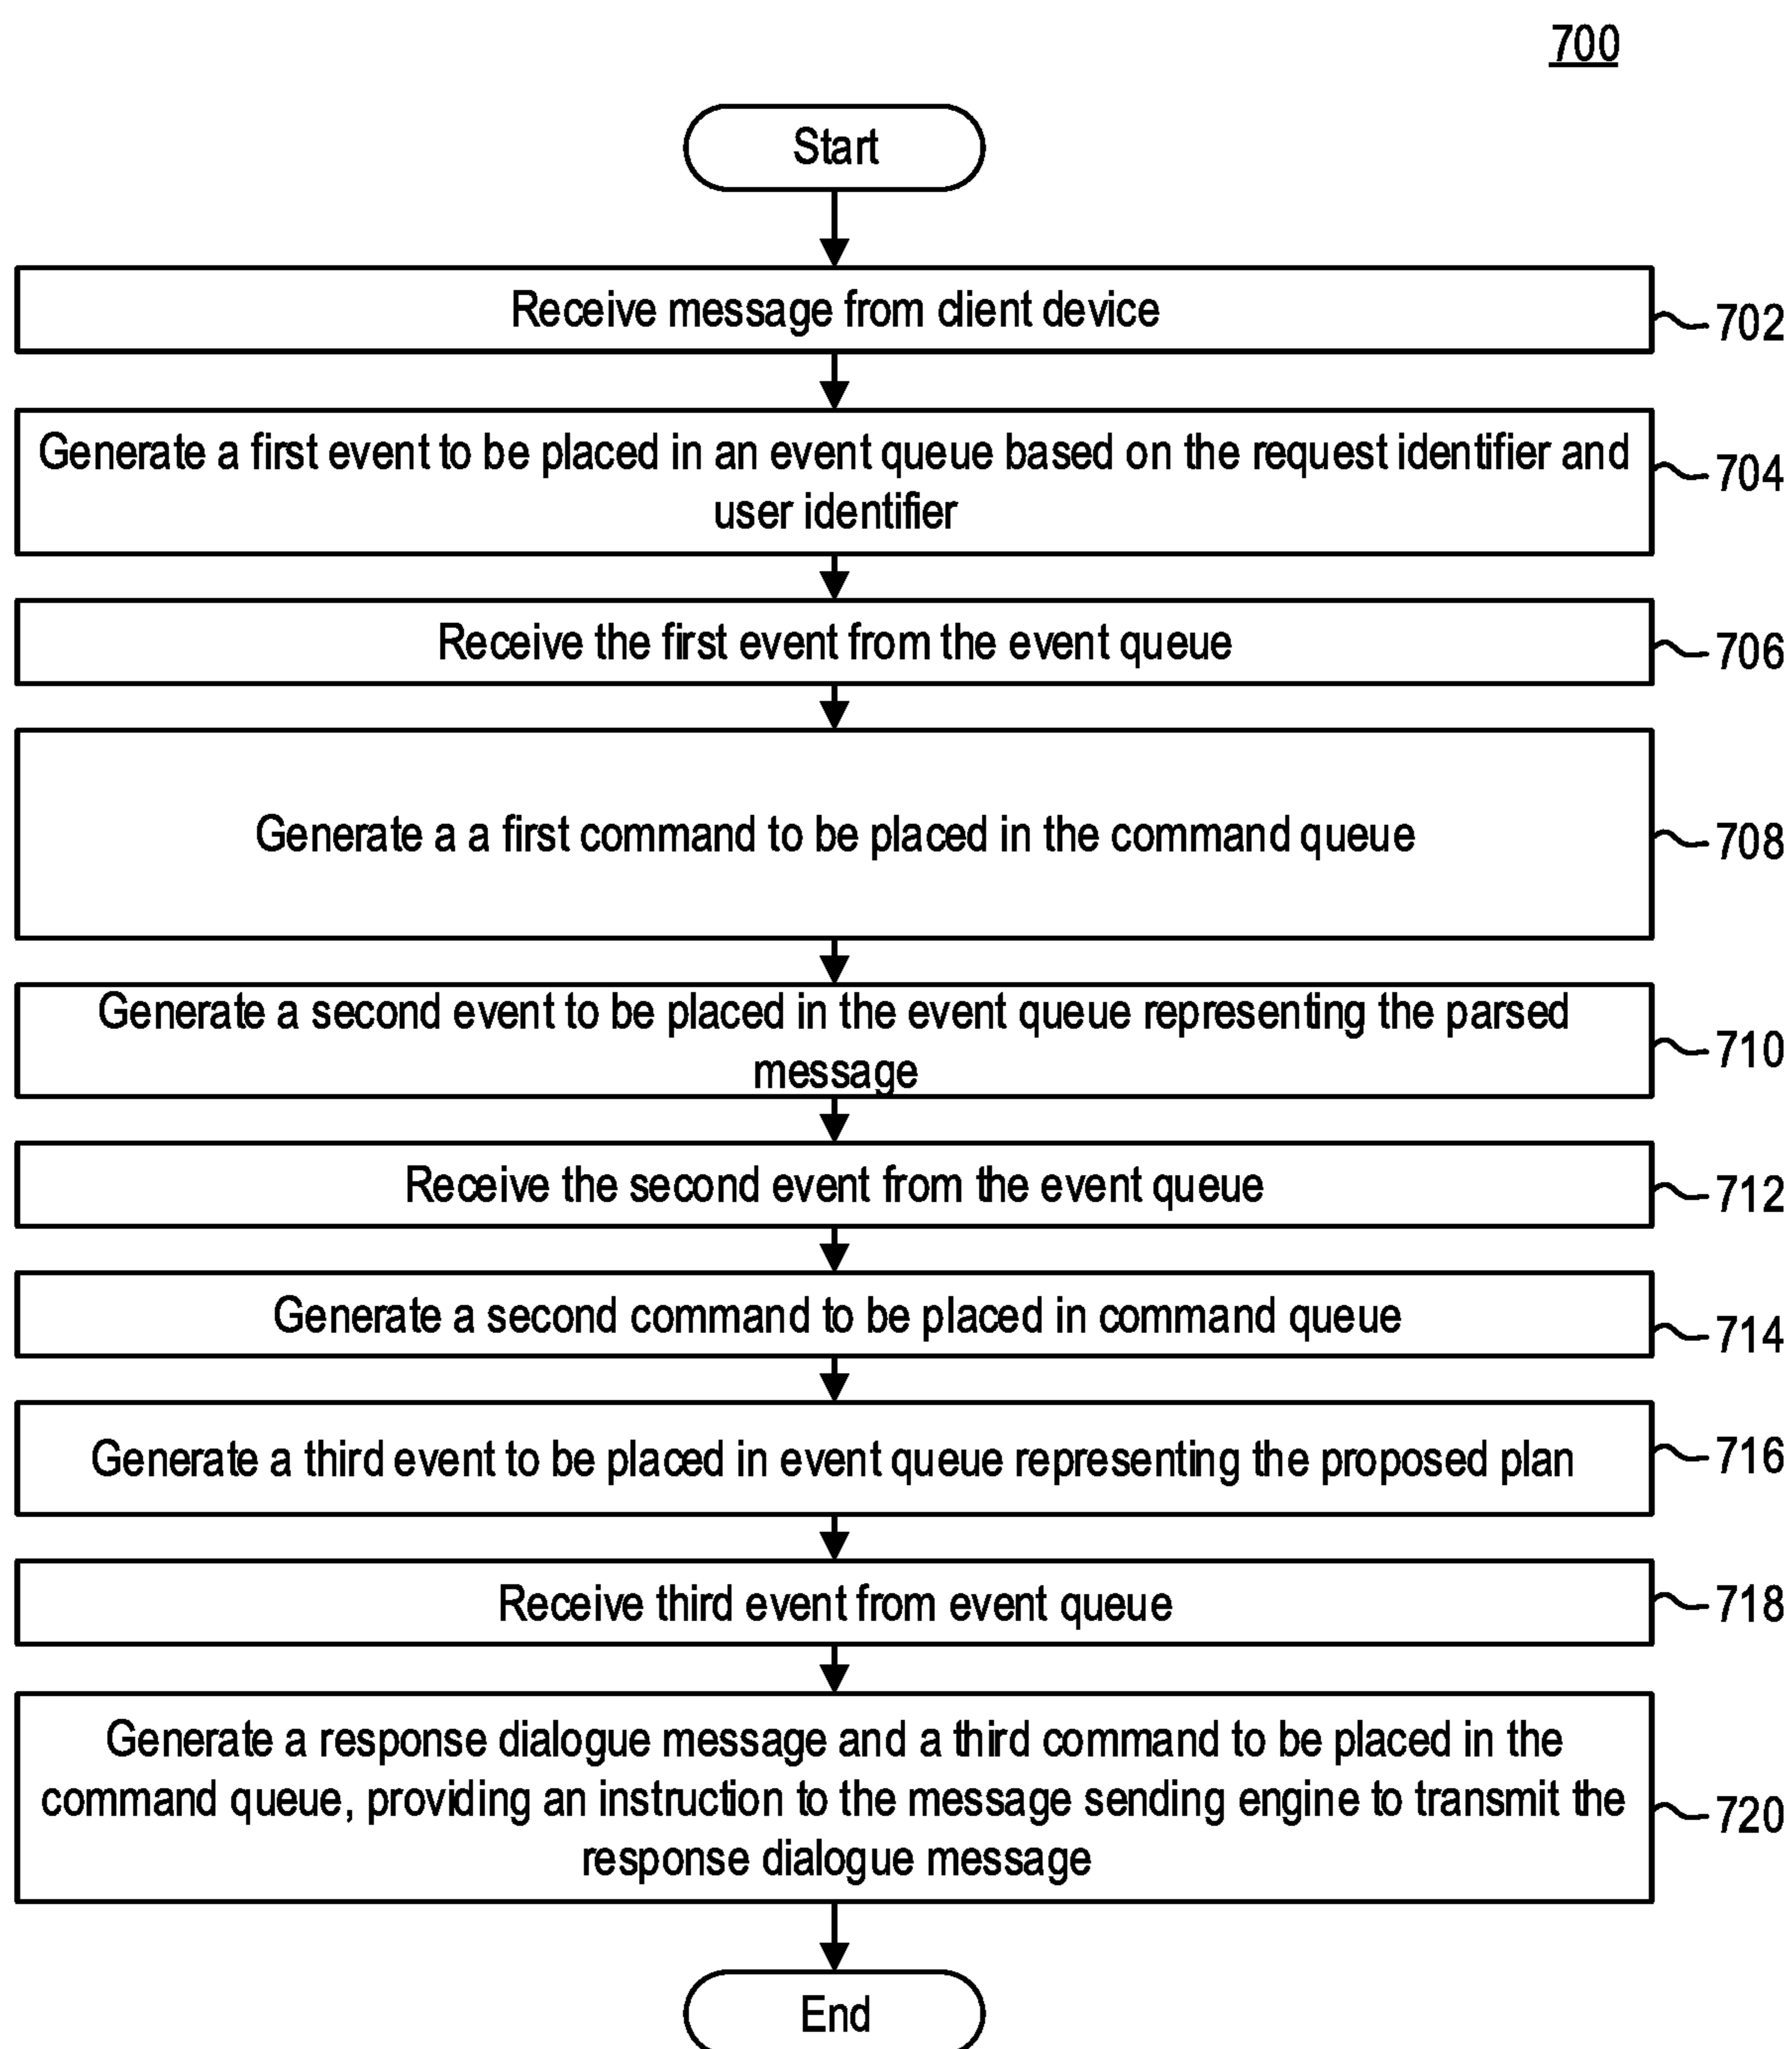 700
Start
Receive message from client device
702
Generate a first event to be placed in an event queue based on the request identifier and
user identifier
704
Receive the first event from the event queue
706
Generate a a first command to be placed in the command queue
708
Generate a second event to be placed in the event queue representing the parsed
message
710
Receive the second event from the event queue
712
Generate a second command to be placed in command queue
714
Generate a third event to be placed in event queue representing the proposed plan
716
Receive third event from event queue
718
Generate a response dialogue message and a third command to be placed in the
command queue, providing an instruction to the message sending engine to transmit the
response dialogue message
720
End